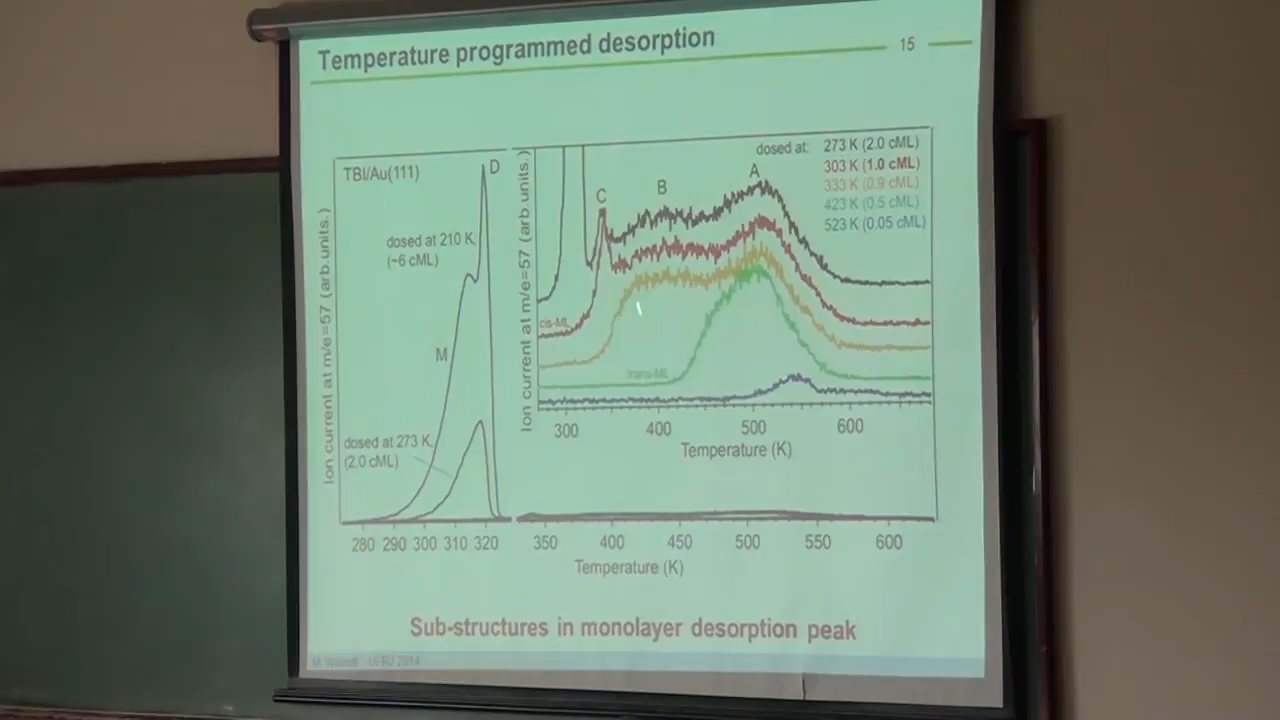 Temperature programmed desorption
15
TBI/Au(111)
D
dosed at 210 K,
(~6 cML)
M
dosed at 273 K,
(2.0 cML)
Ion current at m/e=57 (arb.units.)
280 290 300 310 320 350 400 450 500 550 600
Temperature (K)
Ion current at m/e=57 (arb.units.)
dosed at: 273 K (2.0 cML)
303 K (1.0 cML)
333 K (0.9 cML)
423 K (0.5 cML)
523 K (0.05 cML)
C
B
A
cis-ML
trans-ML
300 400 500 600
Temperature (K)
Sub-structures in monolayer desorption peak
UFRJ 2014